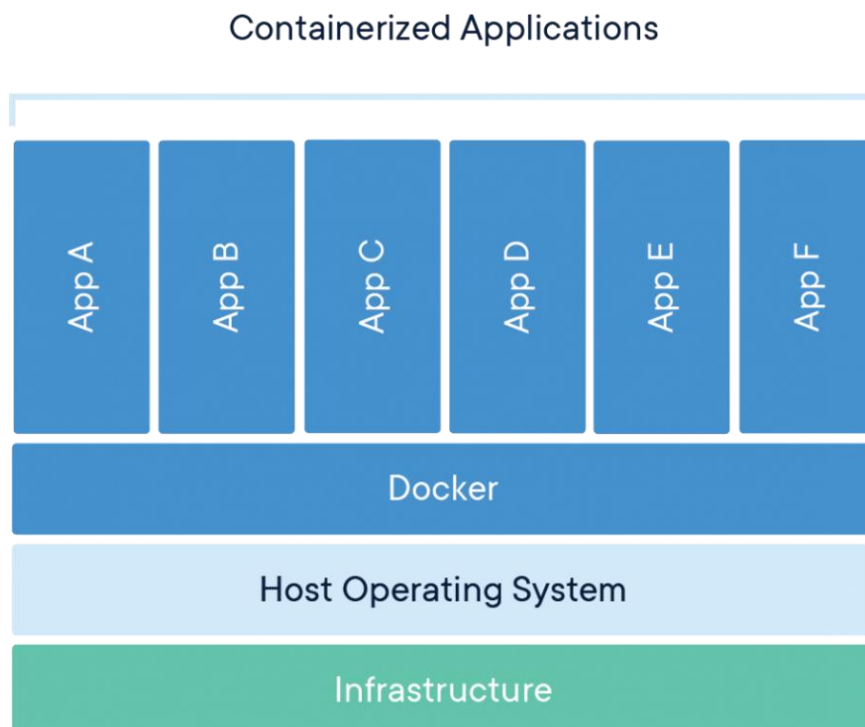 Containerized Applications
App A
App B
App C
App D
App E
App F
Docker
Host Operating System
Infrastructure